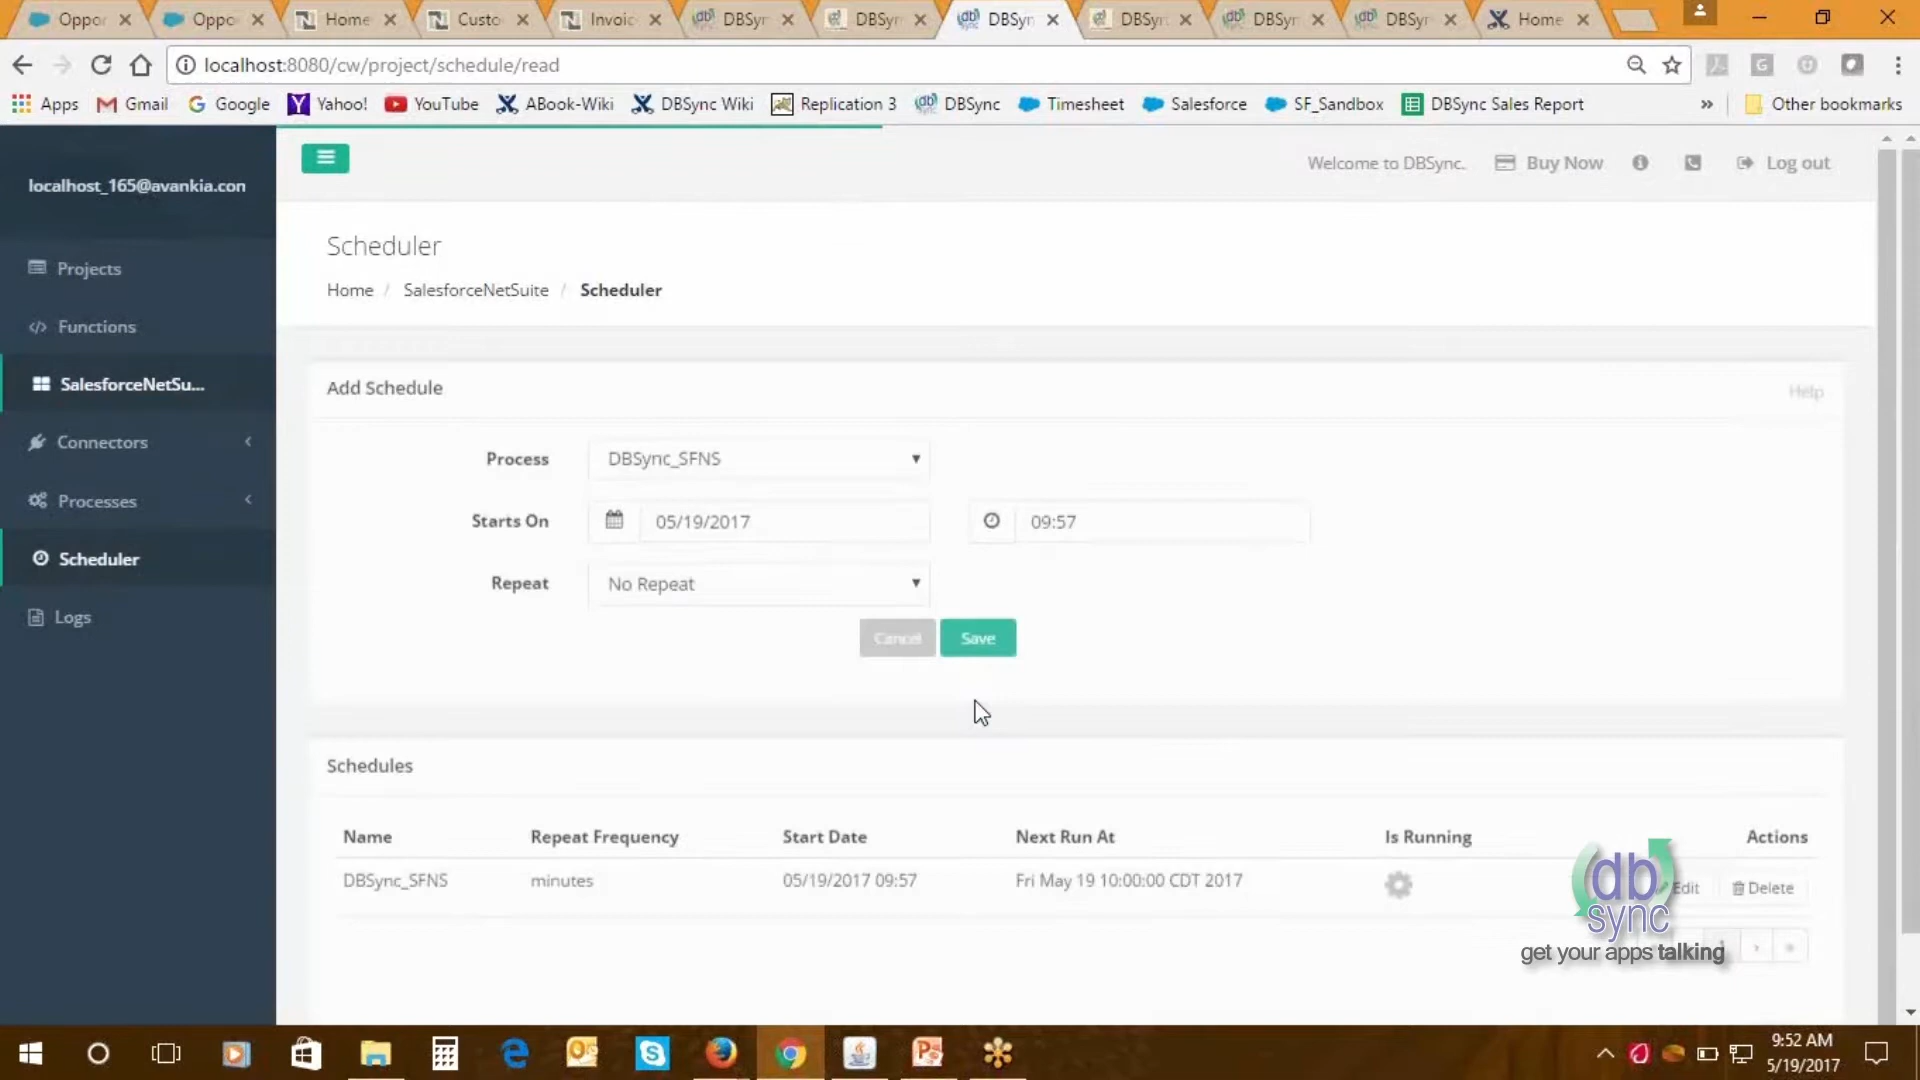 Oppor
Oppo
Home
Custo
Invoic
DBSyn
DBSyn
DBSyn
DBSyn
DBSyn
DBSyn
Home
localhost:8080/cw/project/schedule/read
Apps
Gmail
Google
Yahoo!
YouTube
ABook-Wiki
DBSync Wiki
Replication 3
DBSync
Timesheet
Salesforce
SF_Sandbox
DBSync Sales Report
»
Other bookmarks
localhost_165@avankia.con
Welcome to DBSync.
Buy Now
Log out
Projects
Functions
SalesforceNetSu...
Connectors
Processes
Scheduler
Logs
Scheduler
Home / SalesforceNetSuite / Scheduler
Add Schedule
Help
Process
DBSync_SFNS
Starts On
05/19/2017
09:57
Repeat
No Repeat
Cancel
Save
Schedules
Name Repeat Frequency Start Date Next Run At Is Running Actions
DBSync_SFNS minutes 05/19/2017 09:57 Fri May 19 10:00:00 CDT 2017 Edit Delete
db
sync
get your apps talking
9:52 AM
5/19/2017